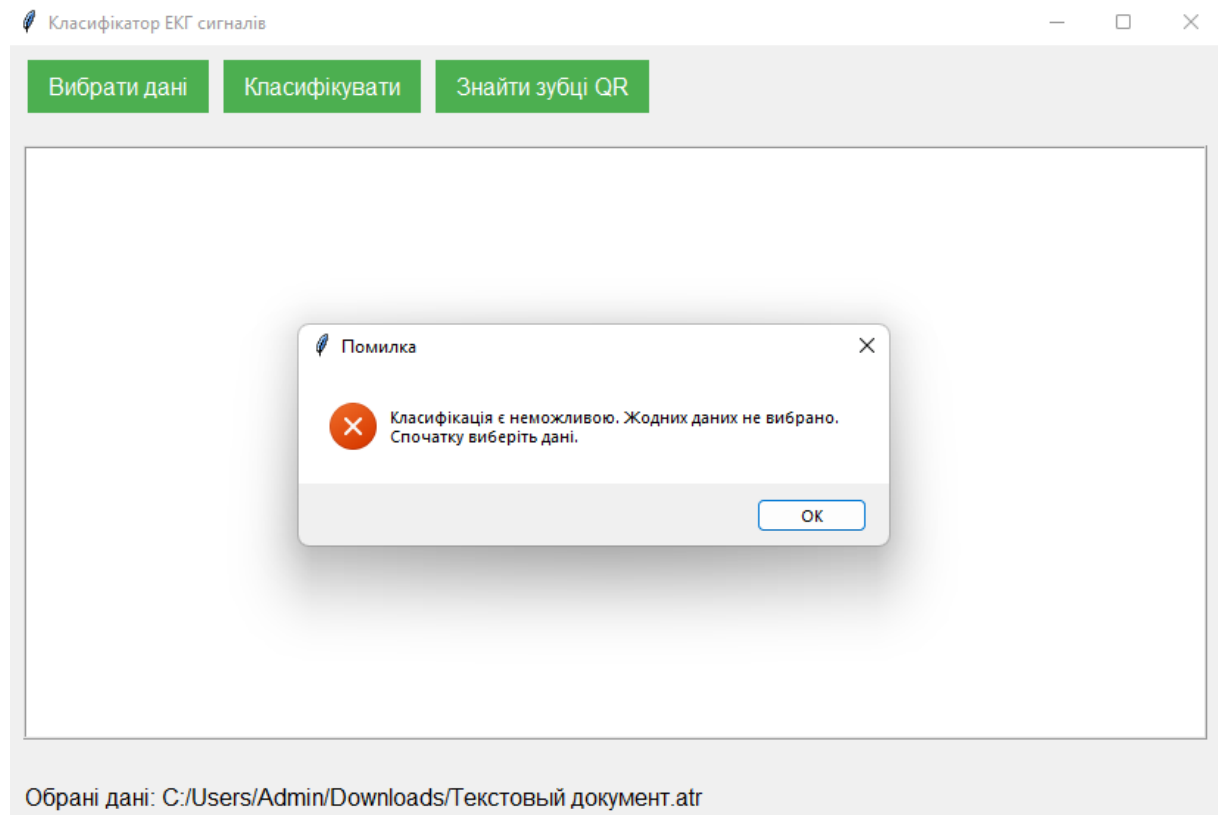 Класифікатор ЕКГ сигналів
Вибрати дані Класифікувати Знайти зубці QR
Помилка
Класифікація є неможливою. Жодних даних не вибрано.
Спочатку виберіть дані.
ОК
Обрані дані: C:/Users/Admin/Downloads/Текстовый документ.atr